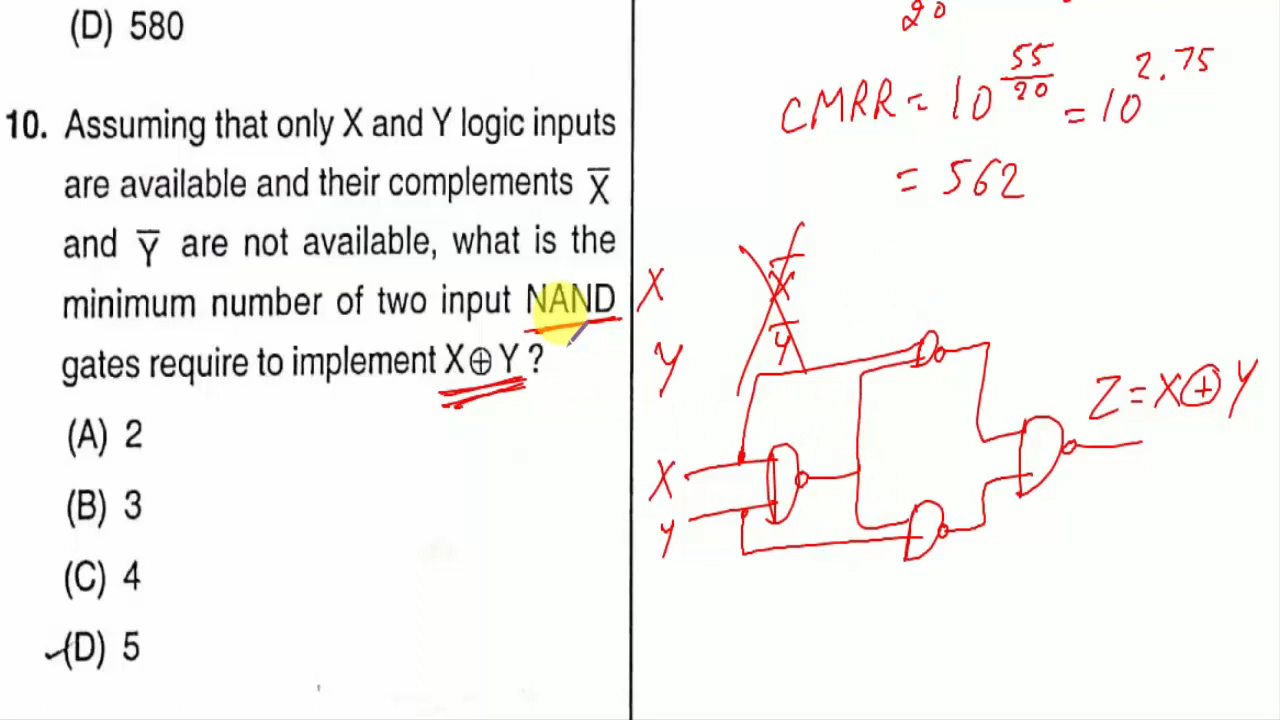 (D) 580
10. Assuming that only X and Y logic inputs
are available and their complements X̅
and Y̅ are not available, what is the
minimum number of two input NAND
gates require to implement X⊕Y ?
(A) 2
(B) 3
(C) 4
(D) 5
20
CMRR = 10^(55/20) = 10^2.75
= 562
X X̅
Y Y̅
Z = X⊕Y
X
Y